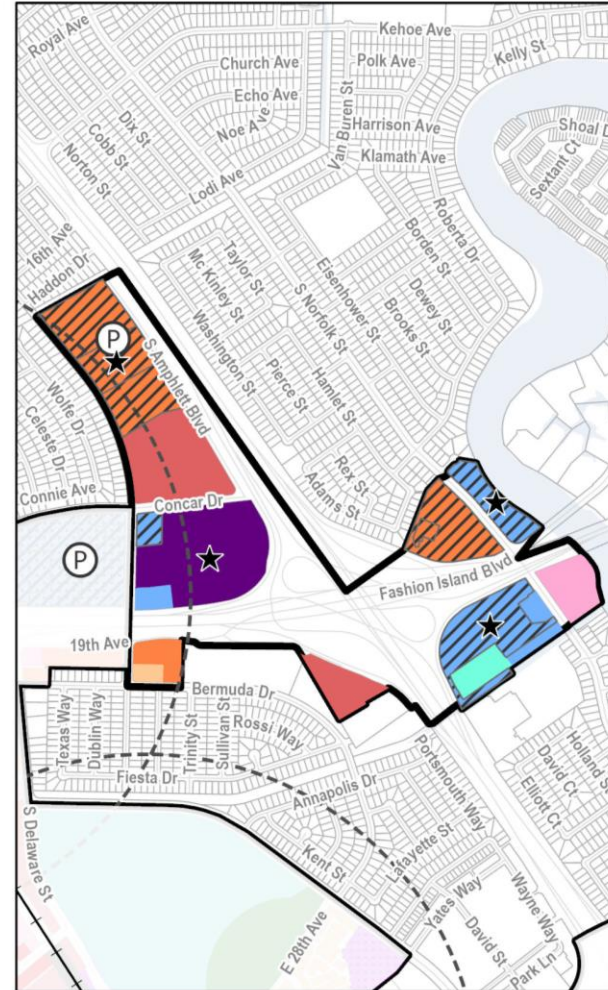 Royal Ave
Kehoe Ave
Church Ave
Polk Ave
Kelly St
Echo Ave
Van Buren St
Noe Ave
Harrison Ave
Dix St
Cobb St
Norton St
Klamath Ave
Shoal
Sextant Ct
Lodi Ave
Roberta Dr
Borden St
16th Ave
Haddon Dr
Taylor St
Mc Kinley St
Eisenhower St
Dewey St
Brooks St
S Norfolk St
Washington St
P
S Amphlett Blvd
Pierce St
Hamlet St
Wolfe Dr
Celeste Dr
Rex St
Adams St
Connie Ave
Concar Dr
P
Fashion Island Blvd
19th Ave
Bermuda Dr
Texas Way
Dublin Way
Trinity St
Sullivan St
Rossi Way
Fiesta Dr
Annapolis Dr
Portsmouth Way
Holland St
David Ct
Elliott Ct
S Delaware St
Lafayette St
Kent St
Yates Way
Wayne Way
E 28th Ave
David St
Park Ln